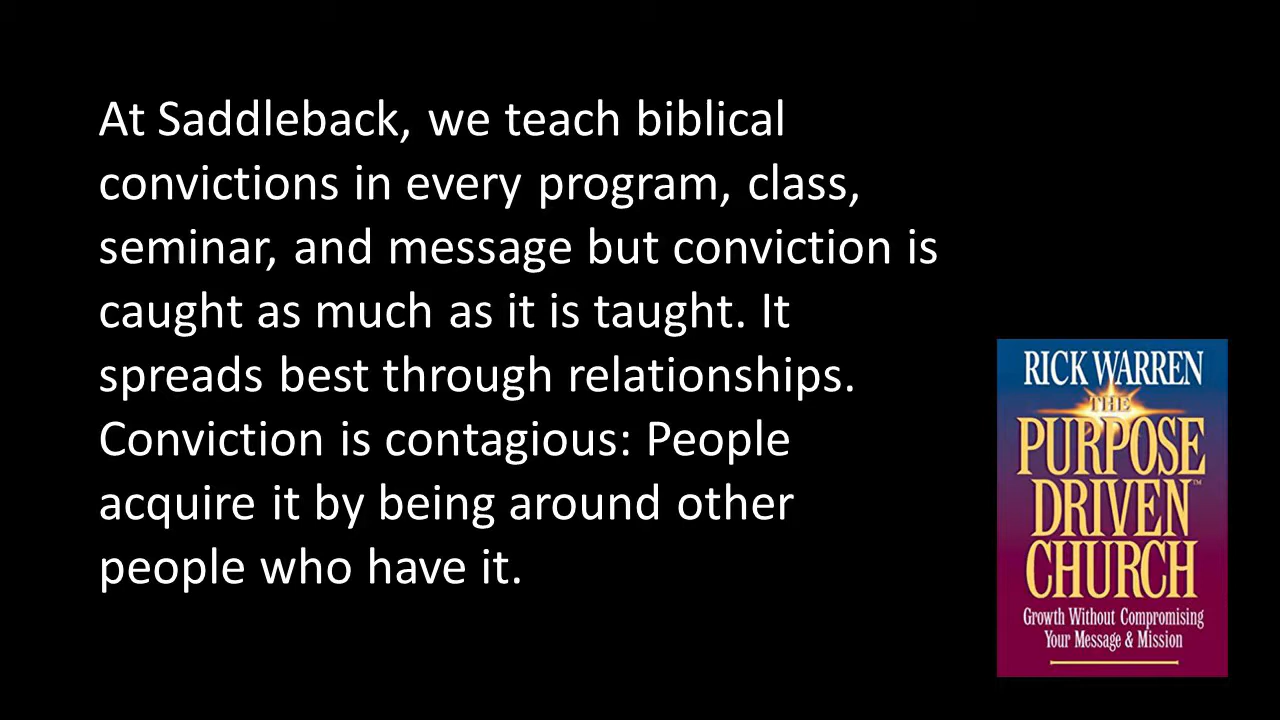 At Saddleback, we teach biblical
convictions in every program, class,
seminar, and message but conviction is
caught as much as it is taught. It
spreads best through relationships.
Conviction is contagious: People
acquire it by being around other
people who have it.
RICK WARREN
THE
PURPOSE
DRIVEN™
CHURCH
Growth Without Compromising
Your Message & Mission